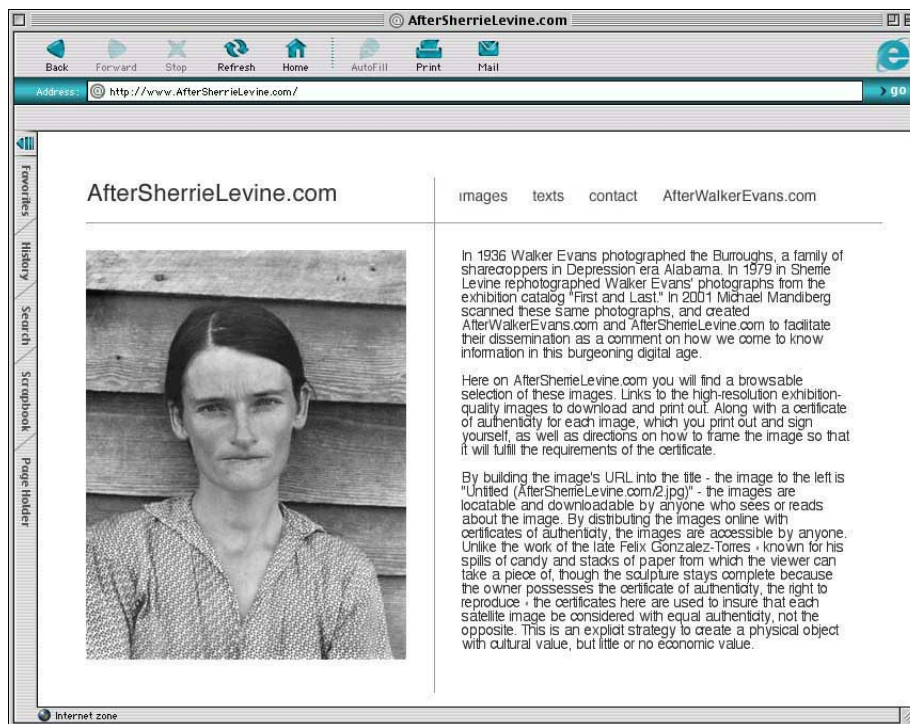 AfterSherrieLevine.com
Back
Forward
Stop
Refresh
Home
AutoFill
Print
Mail
Address:
http://www.AfterSherrieLevine.com/
go
Favorites
History
Search
Scrapbook
Page Holder
AfterSherrieLevine.com
images texts contact AfterWalkerEvans.com
In 1936 Walker Evans photographed the Burroughs, a family of
sharecroppers in Depression era Alabama. In 1979 in Sherrie
Levine rephotographed Walker Evans' photographs from the
exhibition catalog "First and Last." In 2001 Michael Mandiberg
scanned these same photographs, and created
AfterWalkerEvans.com and AfterSherrieLevine.com to facilitate
their dissemination as a comment on how we come to know
information in this burgeoning digital age.
Here on AfterSherrieLevine.com you will find a browsable
selection of these images. Links to the high-resolution exhibition-
quality images to download and print out. Along with a certificate
of authenticity for each image, which you print out and sign
yourself, as well as directions on how to frame the image so that
it will fulfill the requirements of the certificate.
By building the image's URL into the title - the image to the left is
"Untitled (AfterSherrieLevine.com/2.jpg)" - the images are
locatable and downloadable by anyone who sees or reads
about the image. By distributing the images online with
certificates of authenticity, the images are accessible by anyone.
Unlike the work of the late Felix Gonzalez-Torres - known for his
spills of candy and stacks of paper from which the viewer can
take a piece of, though the sculpture stays complete because
the owner possesses the certificate of authenticity, the right to
reproduce - the certificates here are used to insure that each
satellite image be considered with equal authenticity, not the
opposite. This is an explicit strategy to create a physical object
with cultural value, but little or no economic value.
Internet zone